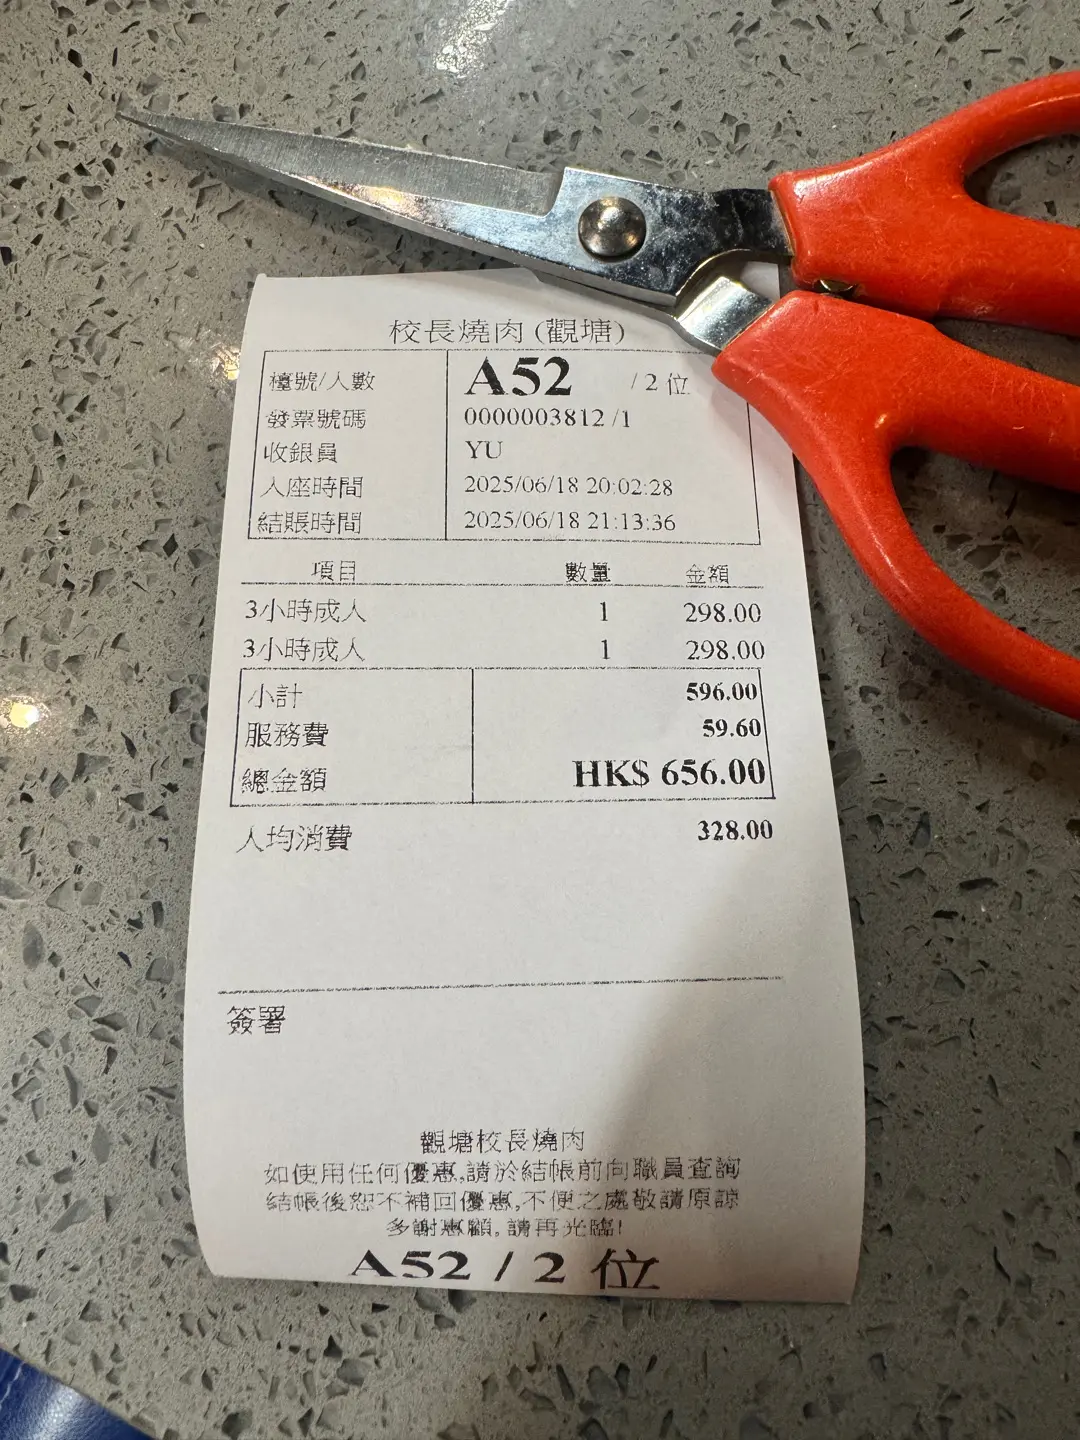 校長燒肉 (觀塘)
檯號/人數 A52 / 2 位
發票號碼 0000003812 /1
收銀員 YU
入座時間 2025/06/18 20:02:28
結賬時間 2025/06/18 21:13:36
項目 數量 金額
3小時成人 1 298.00
3小時成人 1 298.00
小計 596.00
服務費 59.60
總金額 HK$ 656.00
人均消費 328.00
簽署
觀塘校長燒肉
如使用任何優惠,請於結帳前向職員查詢
結帳後恕不補回優惠,不便之處敬請原諒
多謝惠顧, 請再光臨!
A52 / 2 位